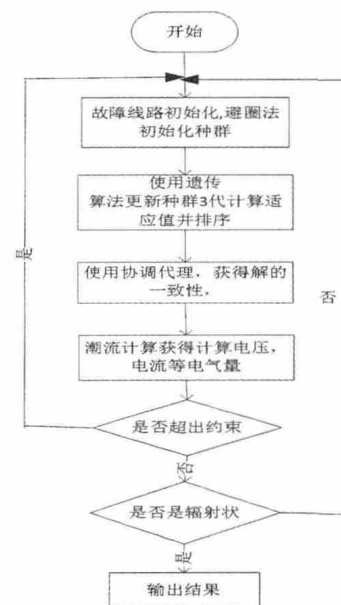 开始
故障线路初始化,避圈法
初始化种群
使用遗传
算法更新种群3代计算适
应值并排序
是
使用协调代理，获得解的
一致性，
否
潮流计算获得计算电压，
电流等电气量
是否超出约束
否
是否是辐射状
是
输出结果